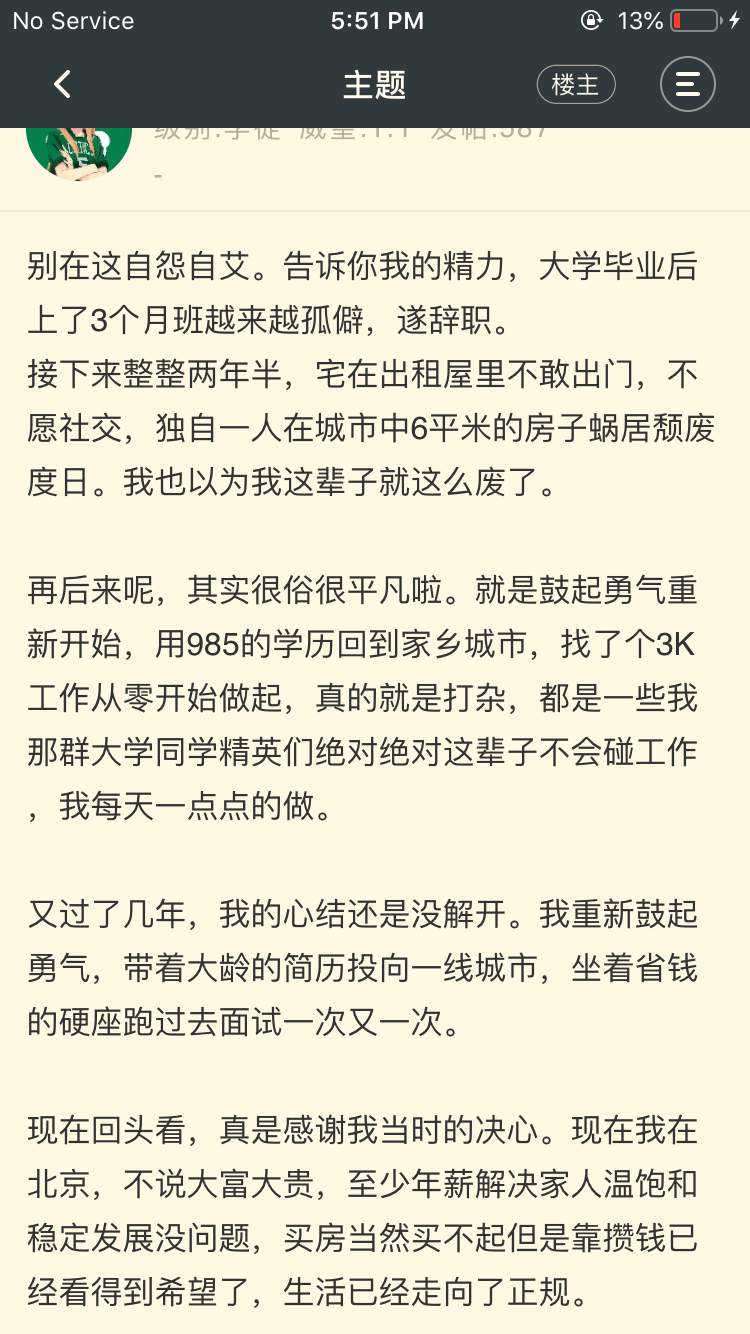 No Service
5:51 PM
13%
主题
楼主
级别:学徒 威望:1.1 发帖:587
-
别在这自怨自艾。告诉你我的精力，大学毕业后
上了3个月班越来越孤僻，遂辞职。
接下来整整两年半，宅在出租屋里不敢出门，不
愿社交，独自一人在城市中6平米的房子蜗居颓废
度日。我也以为我这辈子就这么废了。
再后来呢，其实很俗很平凡啦。就是鼓起勇气重
新开始，用985的学历回到家乡城市，找了个3K
工作从零开始做起，真的就是打杂，都是一些我
那群大学同学精英们绝对绝对这辈子不会碰工作
，我每天一点点的做。
又过了几年，我的心结还是没解开。我重新鼓起
勇气，带着大龄的简历投向一线城市，坐着省钱
的硬座跑过去面试一次又一次。
现在回头看，真是感谢我当时的决心。现在我在
北京，不说大富大贵，至少年薪解决家人温饱和
稳定发展没问题，买房当然买不起但是靠攒钱已
经看得到希望了，生活已经走向了正规。